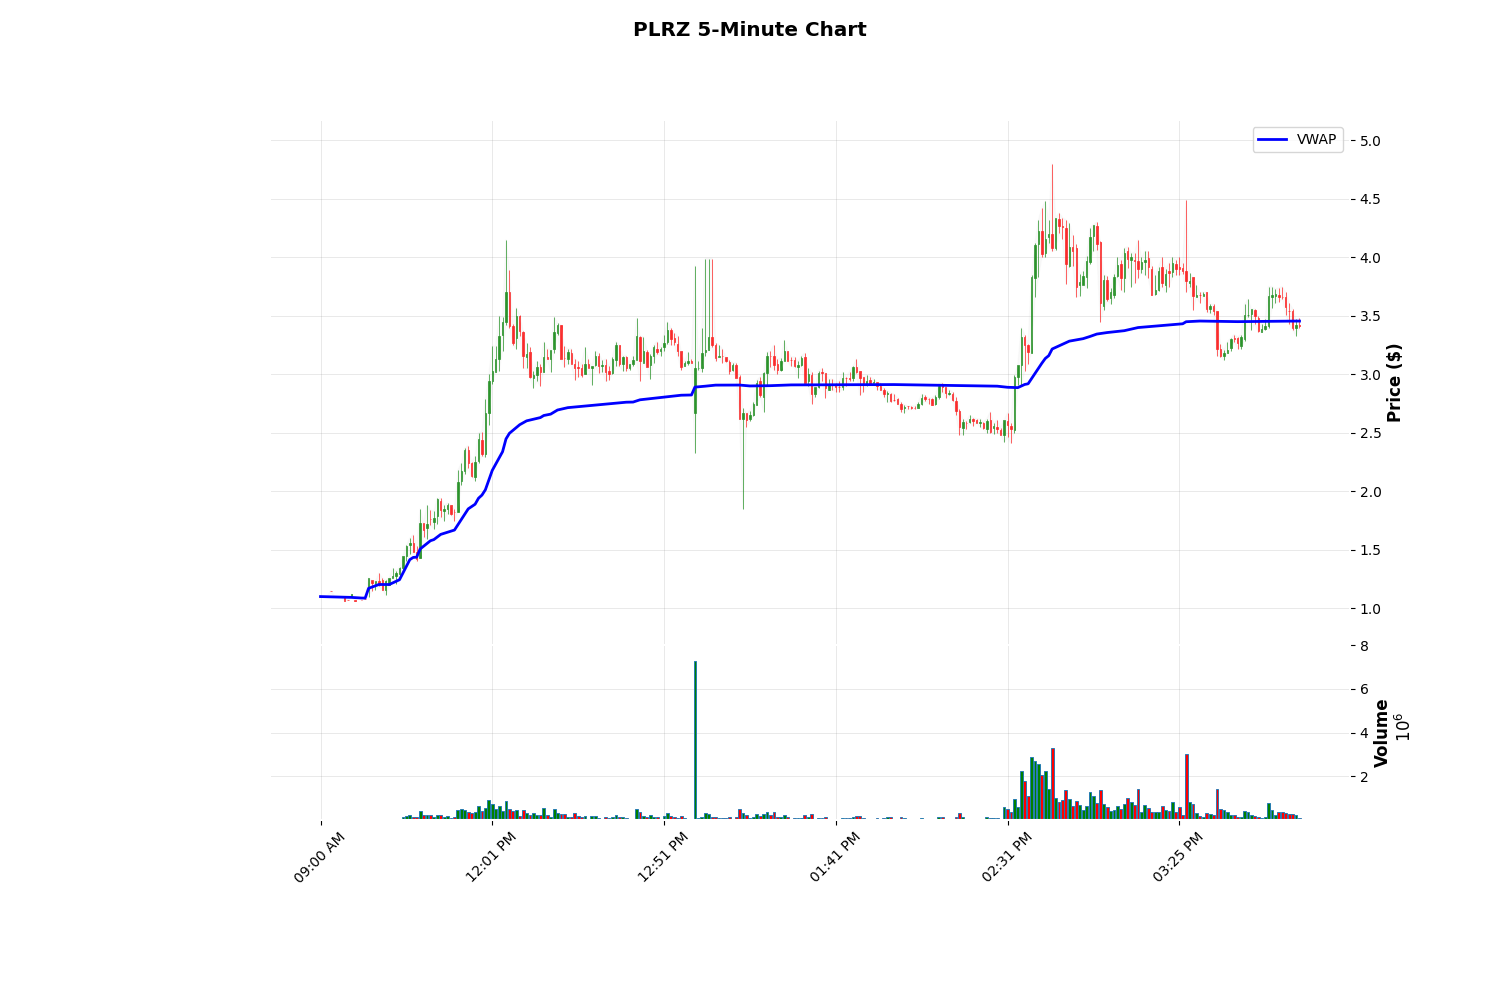 PLRZ 5-Minute Chart
VWAP
5.0
4.5
4.0
3.5
3.0
2.5
2.0
1.5
1.0
Price ($)
8
6
4
2
Volume
10^6
09:00 AM
12:01 PM
12:51 PM
01:41 PM
02:31 PM
03:25 PM